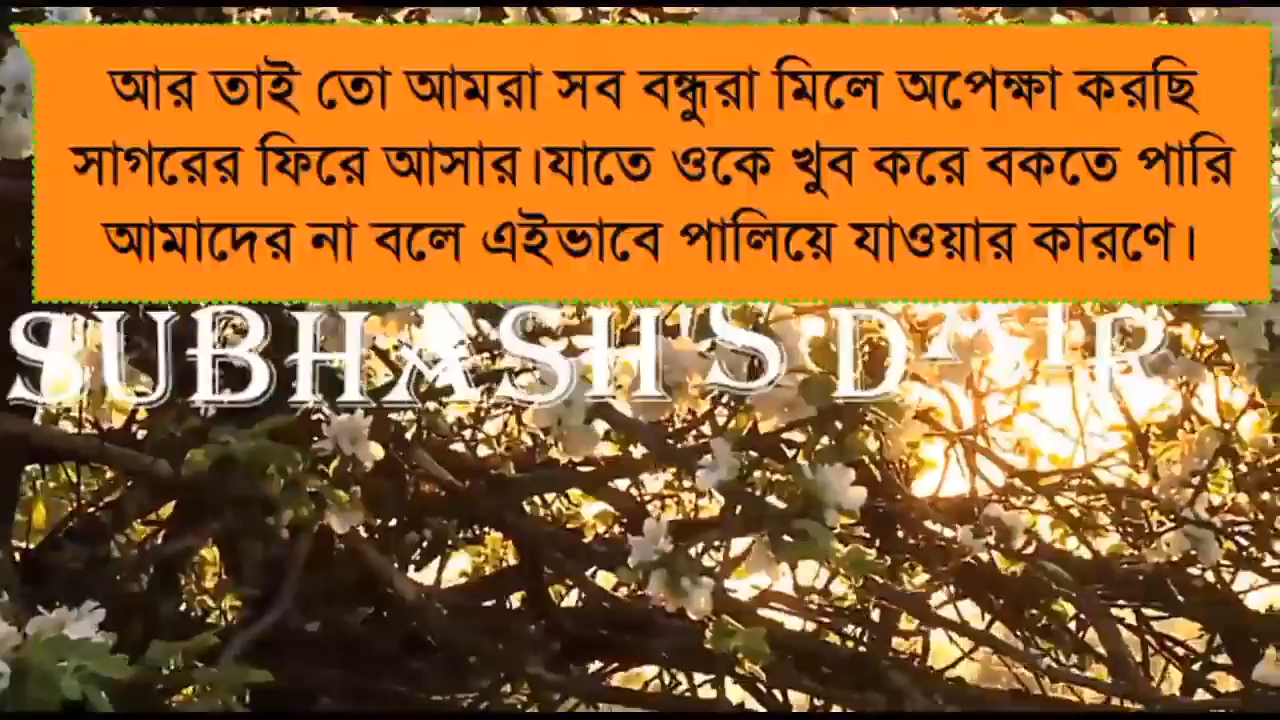 আর তাই তো আমরা সব বন্ধুরা মিলে অপেক্ষা করছি
সাগরের ফিরে আসার।যাতে ওকে খুব করে বকতে পারি
আমাদের না বলে এইভাবে পালিয়ে যাওয়ার কারণে।
SUBHASH'S DAIRY